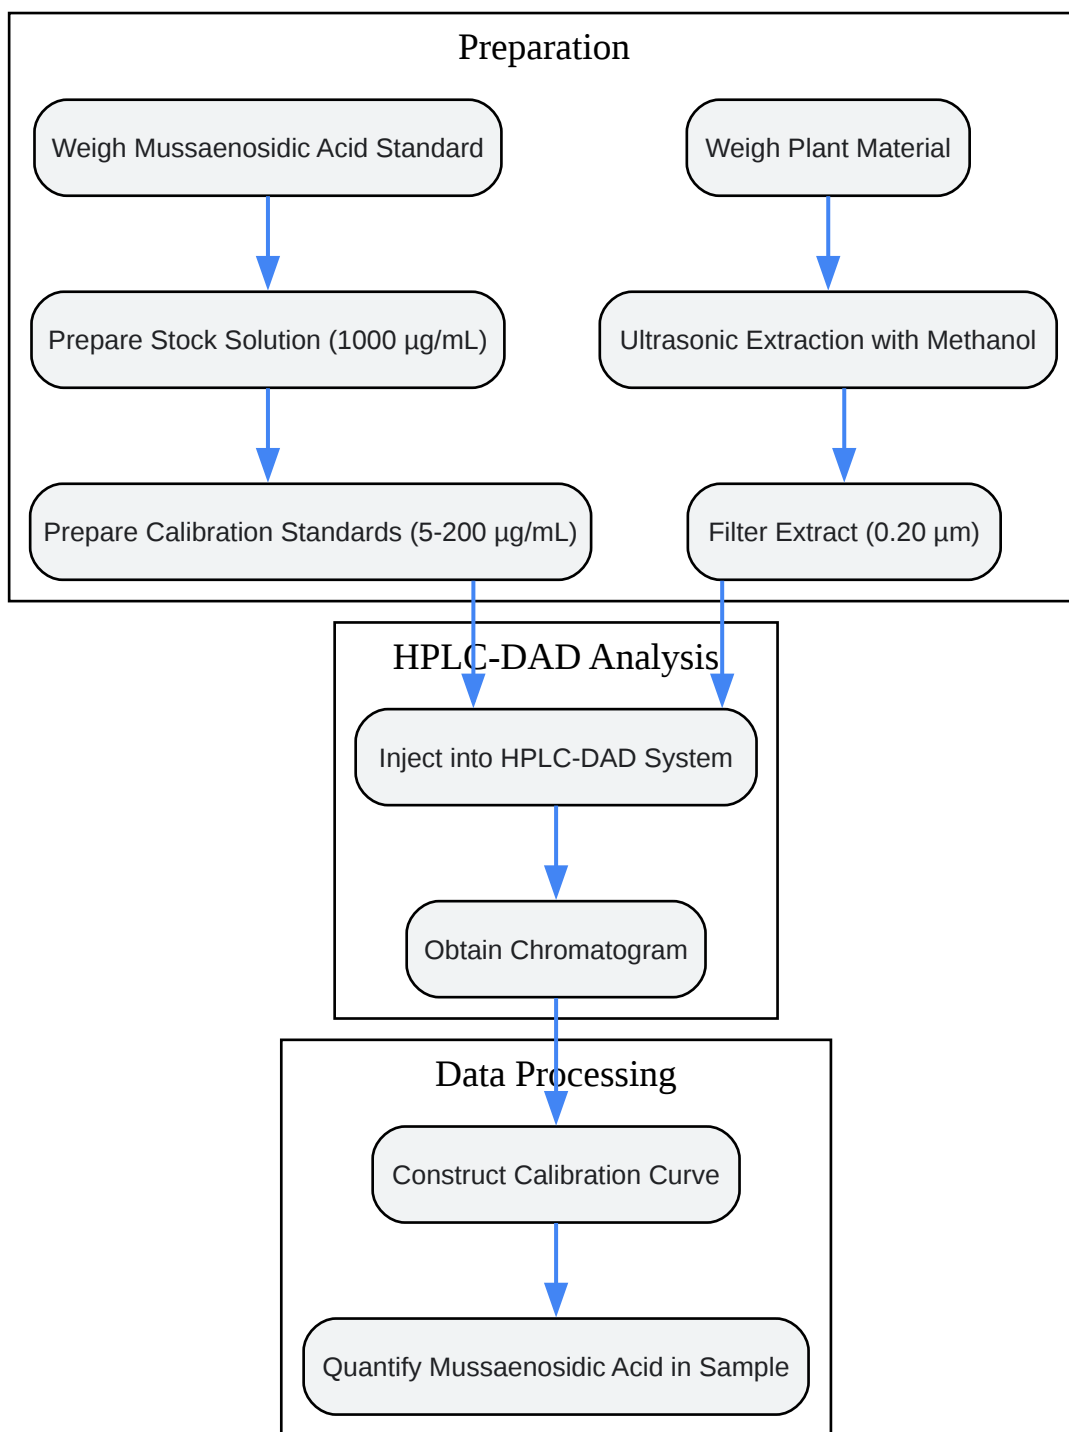 Preparation
Weigh Mussaenosidic Acid Standard
Weigh Plant Material
Prepare Stock Solution (1000 µg/mL)
Ultrasonic Extraction with Methanol
Prepare Calibration Standards (5-200 µg/mL)
Filter Extract (0.20 µm)
HPLC-DAD Analysis
Inject into HPLC-DAD System
Obtain Chromatogram
Data Processing
Construct Calibration Curve
Quantify Mussaenosidic Acid in Sample